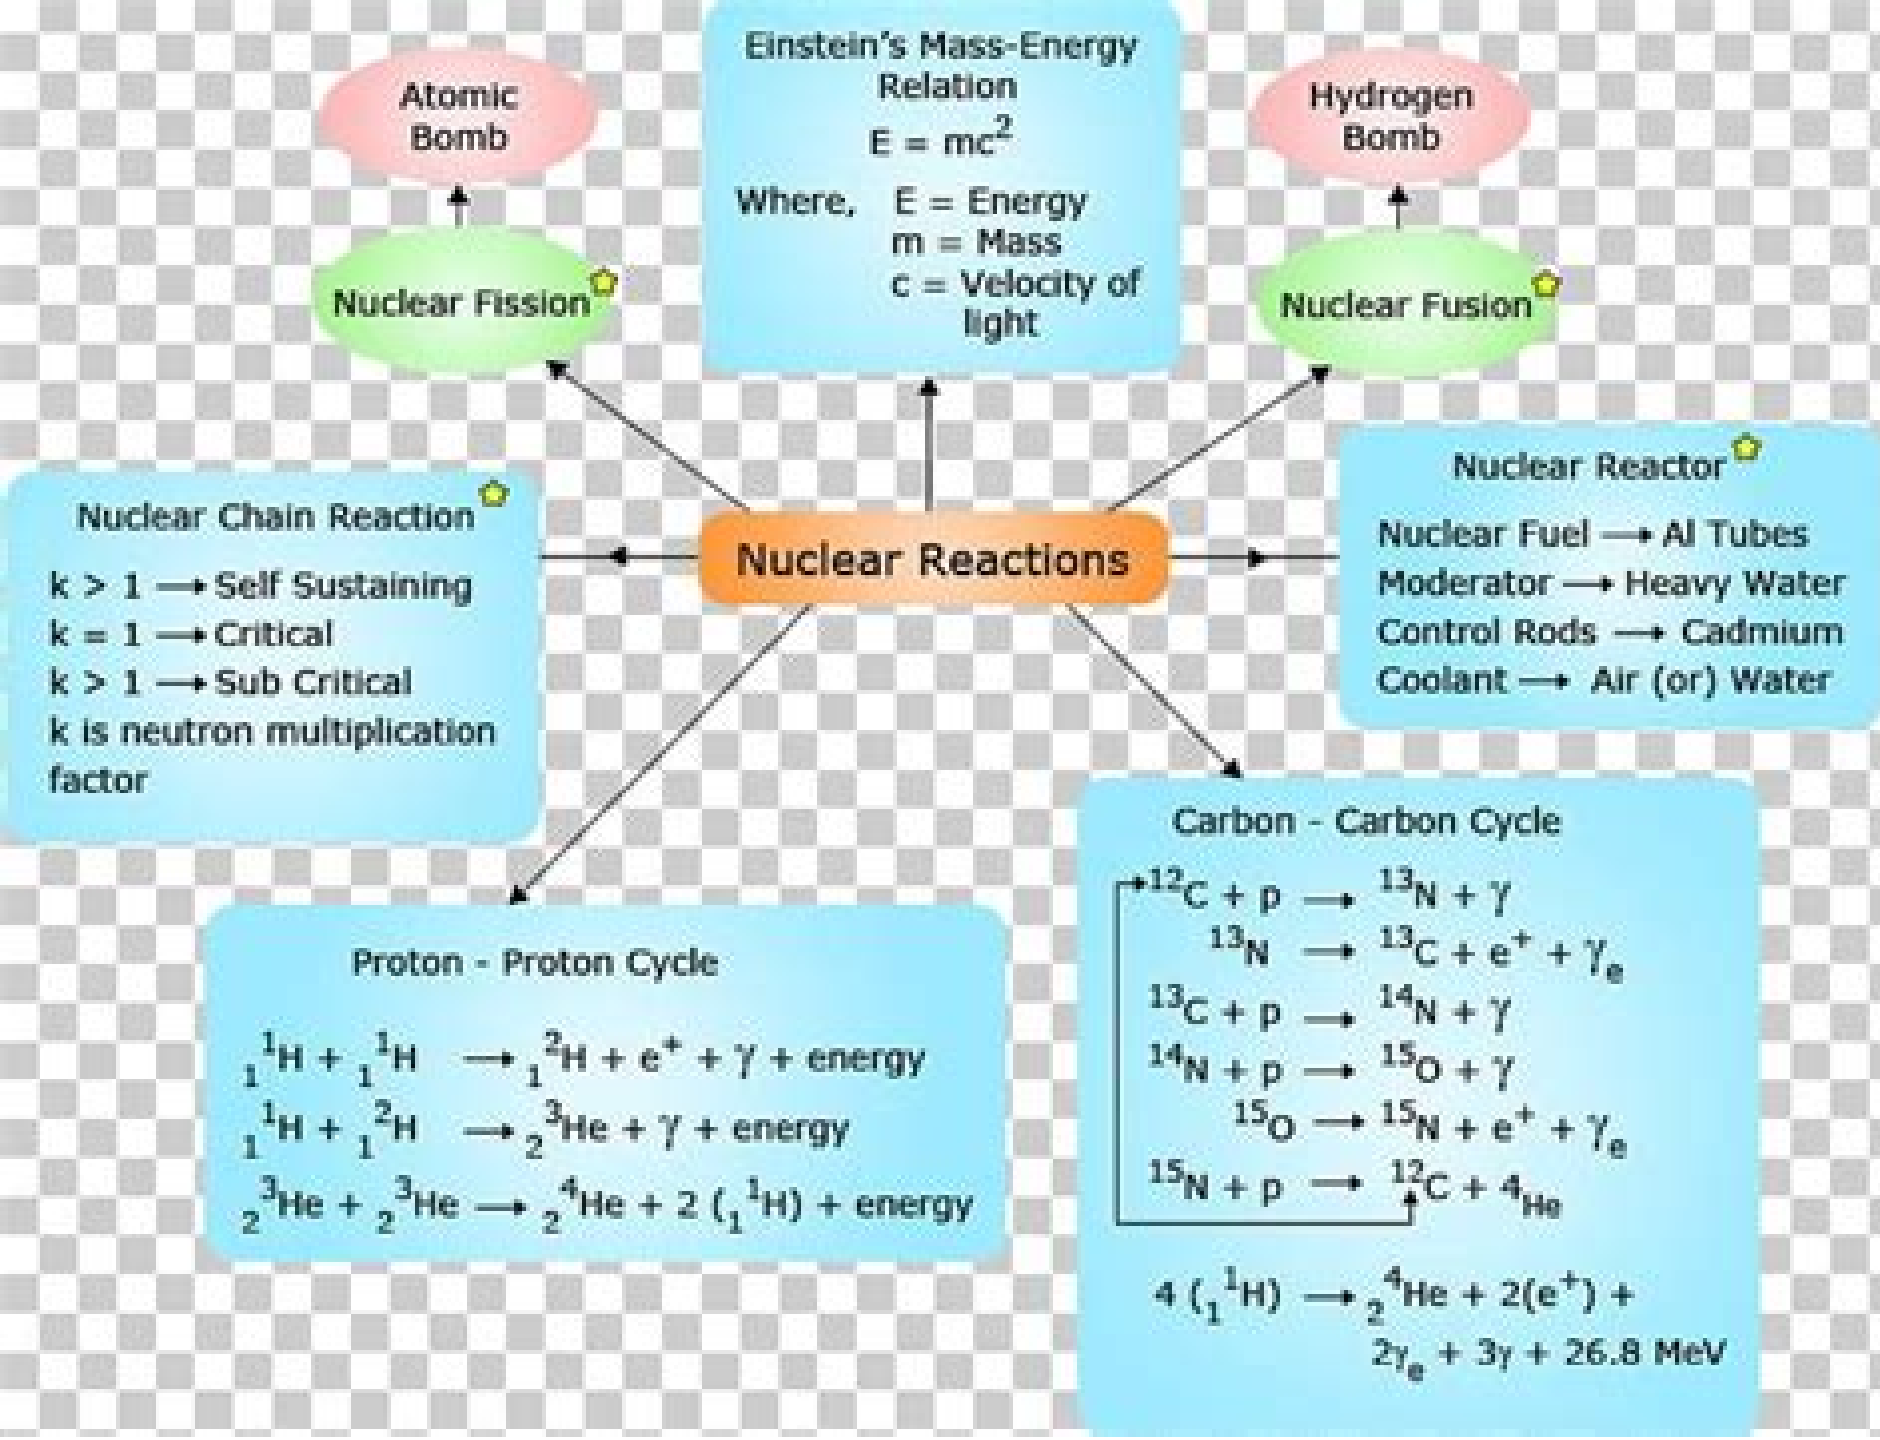 Einstein's Mass-Energy
Relation
E = mc²
Where, E = Energy
m = Mass
c = Velocity of
light
Atomic
Bomb
Nuclear Fission
Hydrogen
Bomb
Nuclear Fusion
Nuclear Reactions
Nuclear Chain Reaction
k > 1 → Self Sustaining
k = 1 → Critical
k > 1 → Sub Critical
k is neutron multiplication
factor
Nuclear Reactor
Nuclear Fuel → Al Tubes
Moderator → Heavy Water
Control Rods → Cadmium
Coolant → Air (or) Water
Proton - Proton Cycle
₁¹H + ₁¹H → ₁²H + e⁺ + γ + energy
₁¹H + ₁²H → ₂³He + γ + energy
₂³He + ₂³He → ₂⁴He + 2 (₁¹H) + energy
Carbon - Carbon Cycle
¹²C + p → ¹³N + γ
¹³N → ¹³C + e⁺ + γₑ
¹³C + p → ¹⁴N + γ
¹⁴N + p → ¹⁵O + γ
¹⁵O → ¹⁵N + e⁺ + γₑ
¹⁵N + p → ¹²C + 4He
4 (₁¹H) → ₂⁴He + 2(e⁺) +
2γₑ + 3γ + 26.8 MeV